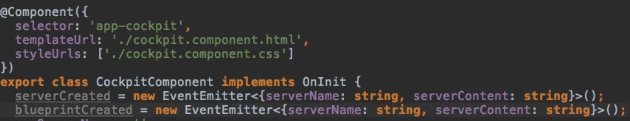 @Component({
  selector: 'app-cockpit',
  templateUrl: './cockpit.component.html',
  styleUrls: ['./cockpit.component.css']
})
export class CockpitComponent implements OnInit {
  serverCreated = new EventEmitter<{serverName: string, serverContent: string}>();
  blueprintCreated = new EventEmitter<{serverName: string, serverContent: string}>();